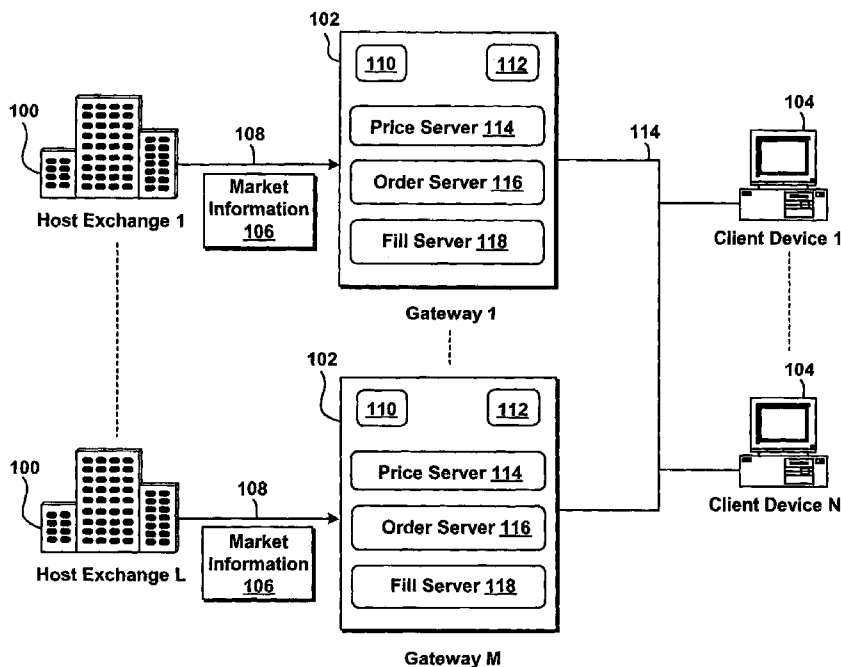 102
110
112
100
108
Price Server 114
114
104
Market
Information
106
Order Server 116
Host Exchange 1
Fill Server 118
Client Device 1
Gateway 1
102
110
112
104
100
108
Price Server 114
Market
Information
106
Order Server 116
Client Device N
Host Exchange L
Fill Server 118
Gateway M